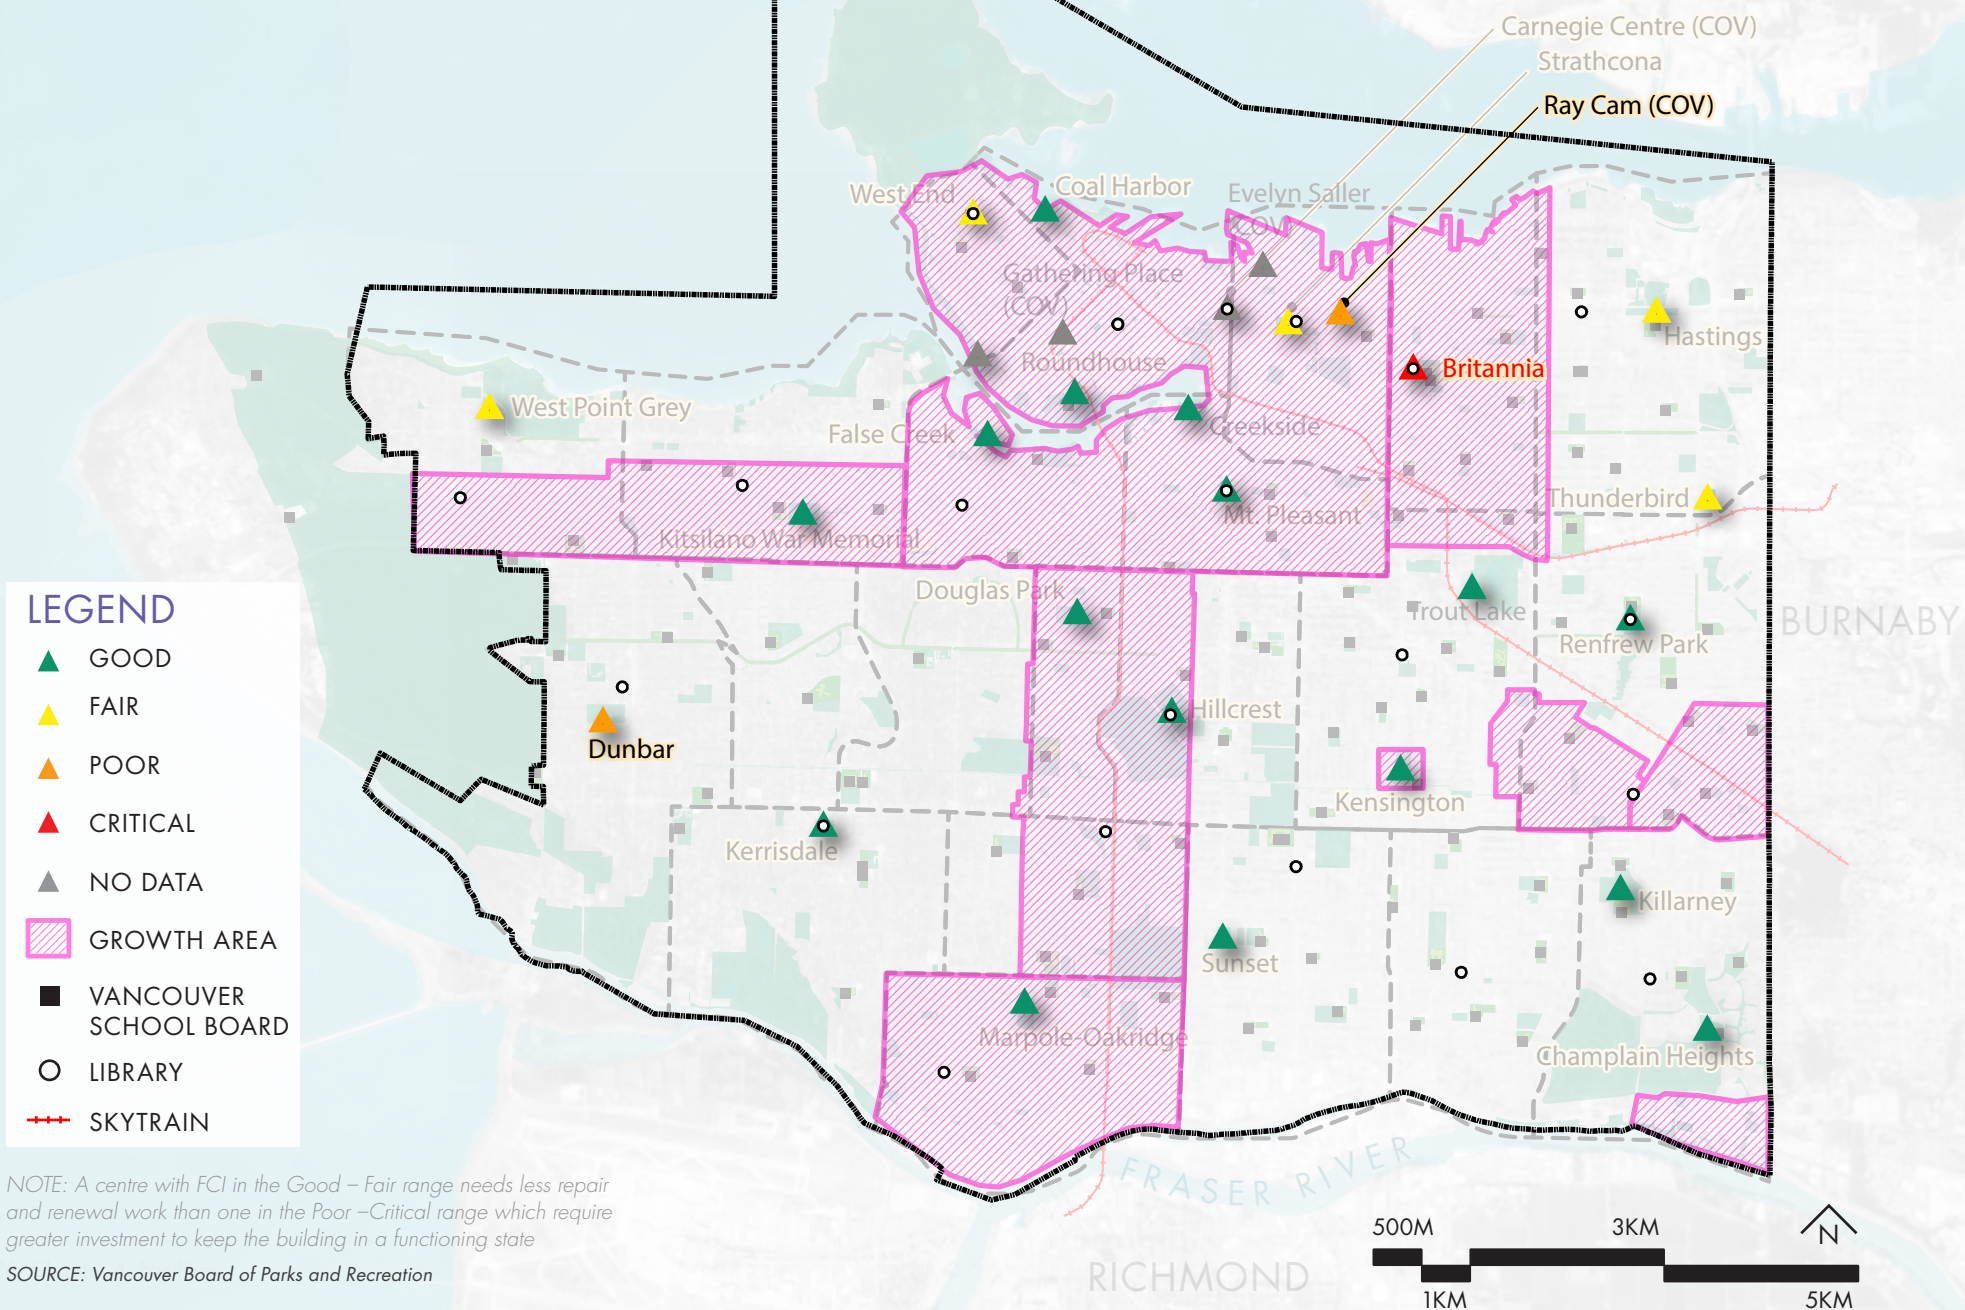 Carnegie Centre (COV)
Strathcona
Ray Cam (COV)
West End
Coal Harbor
Evelyn Saller
(COV)
Gathering Place
(COV)
Roundhouse
Hastings
Britannia
West Point Grey
False Creek
Creekside
Thunderbird
Mt. Pleasant
Kitsilano War Memorial
Douglas Park
Trout Lake
Renfrew Park
BURNABY
Hillcrest
Dunbar
Kensington
Kerrisdale
Killarney
Sunset
Marpole-Oakridge
Champlain Heights
FRASER RIVER
RICHMOND
LEGEND
GOOD
FAIR
POOR
CRITICAL
NO DATA
GROWTH AREA
VANCOUVER
SCHOOL BOARD
LIBRARY
SKYTRAIN
NOTE: A centre with FCI in the Good – Fair range needs less repair
and renewal work than one in the Poor –Critical range which require
greater investment to keep the building in a functioning state
SOURCE: Vancouver Board of Parks and Recreation
500M
3KM
N
1KM
5KM